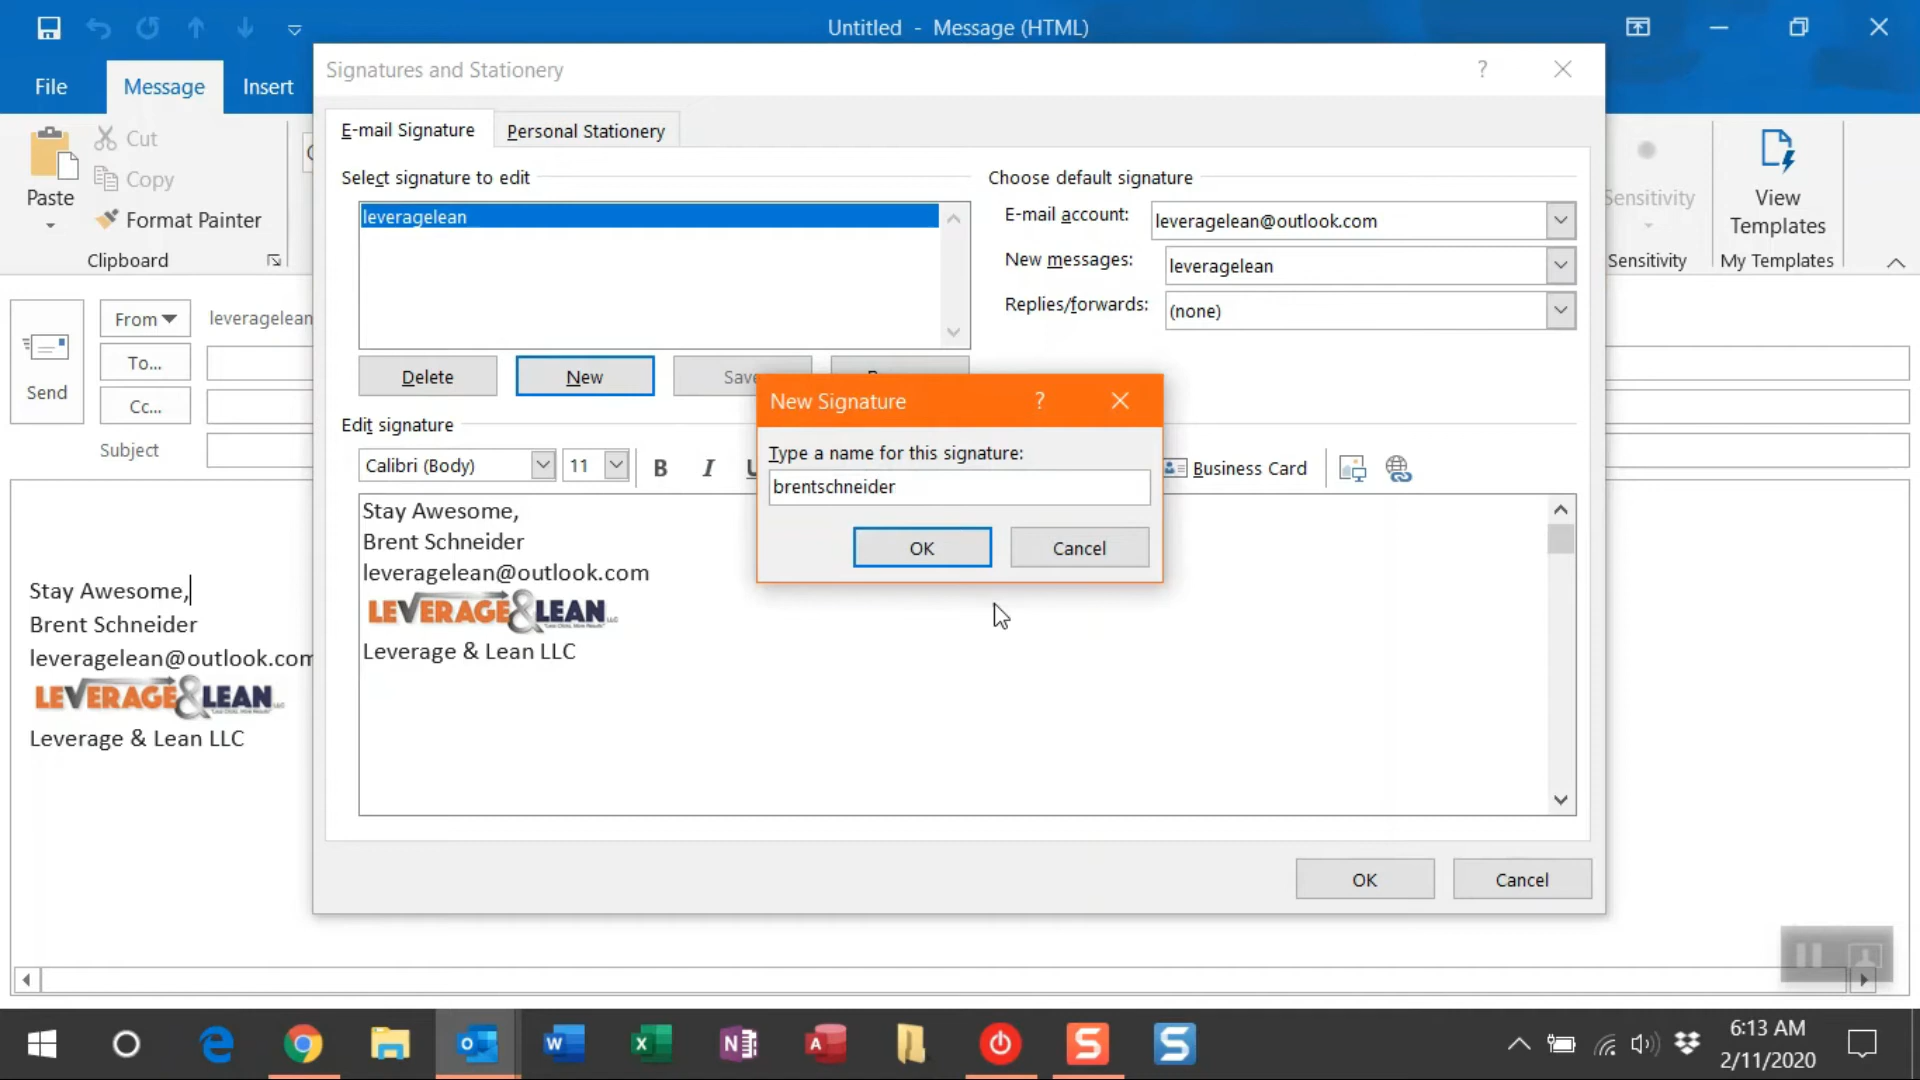 Untitled - Message (HTML)
File Message Insert
Signatures and Stationery
E-mail Signature Personal Stationery
Paste
Cut
Copy
Format Painter
Clipboard
Select signature to edit
leveragelean
Choose default signature
E-mail account: leveragelean@outlook.com
New messages: leveragelean
Replies/forwards: (none)
Sensitivity
Sensitivity
View
Templates
My Templates
Delete New Save
Send
From leveragelean
To...
Cc...
Subject
Edit signature
Calibri (Body) 11 B I U
Business Card
New Signature ?
Type a name for this signature:
brentschneider
OK Cancel
Stay Awesome,
Brent Schneider
leveragelean@outlook.com
LEVERAGE&LEAN
Leverage & Lean LLC
Stay Awesome,
Brent Schneider
leveragelean@outlook.com
LEVERAGE&LEAN
Leverage & Lean LLC
OK Cancel
6:13 AM
2/11/2020